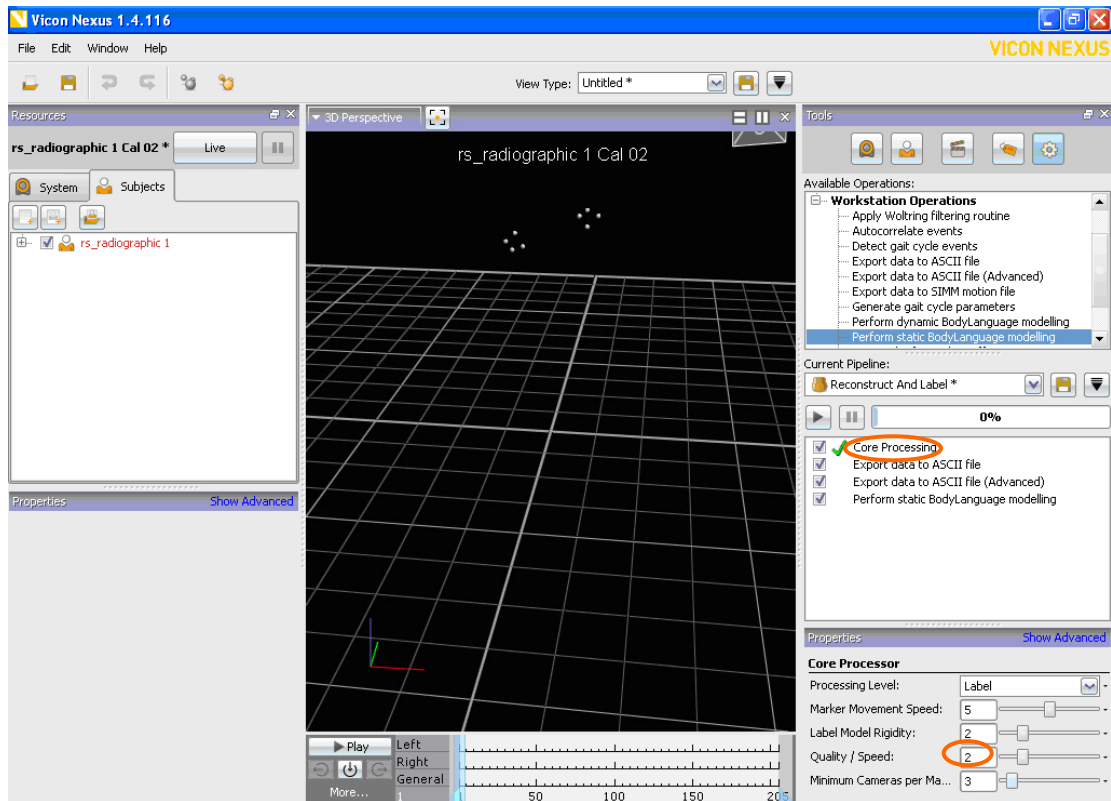 Vicon Nexus 1.4.116
File Edit Window Help
VICON NEXUS
View Type: Untitled *
Resources
rs_radiographic 1 Cal 02 * Live
System Subjects
rs_radiographic 1
Properties Show Advanced
3D Perspective
rs_radiographic 1 Cal 02
Play
More...
Left
Right
General
1 1 50 100 150 205
Tools
Available Operations:
Workstation Operations
Apply Woltring filtering routine
Autocorrelate events
Detect gait cycle events
Export data to ASCII file
Export data to ASCII file (Advanced)
Export data to SIMM motion file
Generate gait cycle parameters
Perform dynamic BodyLanguage modelling
Perform static BodyLanguage modelling
Current Pipeline:
Reconstruct And Label *
0%
Core Processing
Export data to ASCII file
Export data to ASCII file (Advanced)
Perform static BodyLanguage modelling
Properties Show Advanced
Core Processor
Processing Level: Label
Marker Movement Speed: 5
Label Model Rigidity: 2
Quality / Speed: 2
Minimum Cameras per Ma... 3